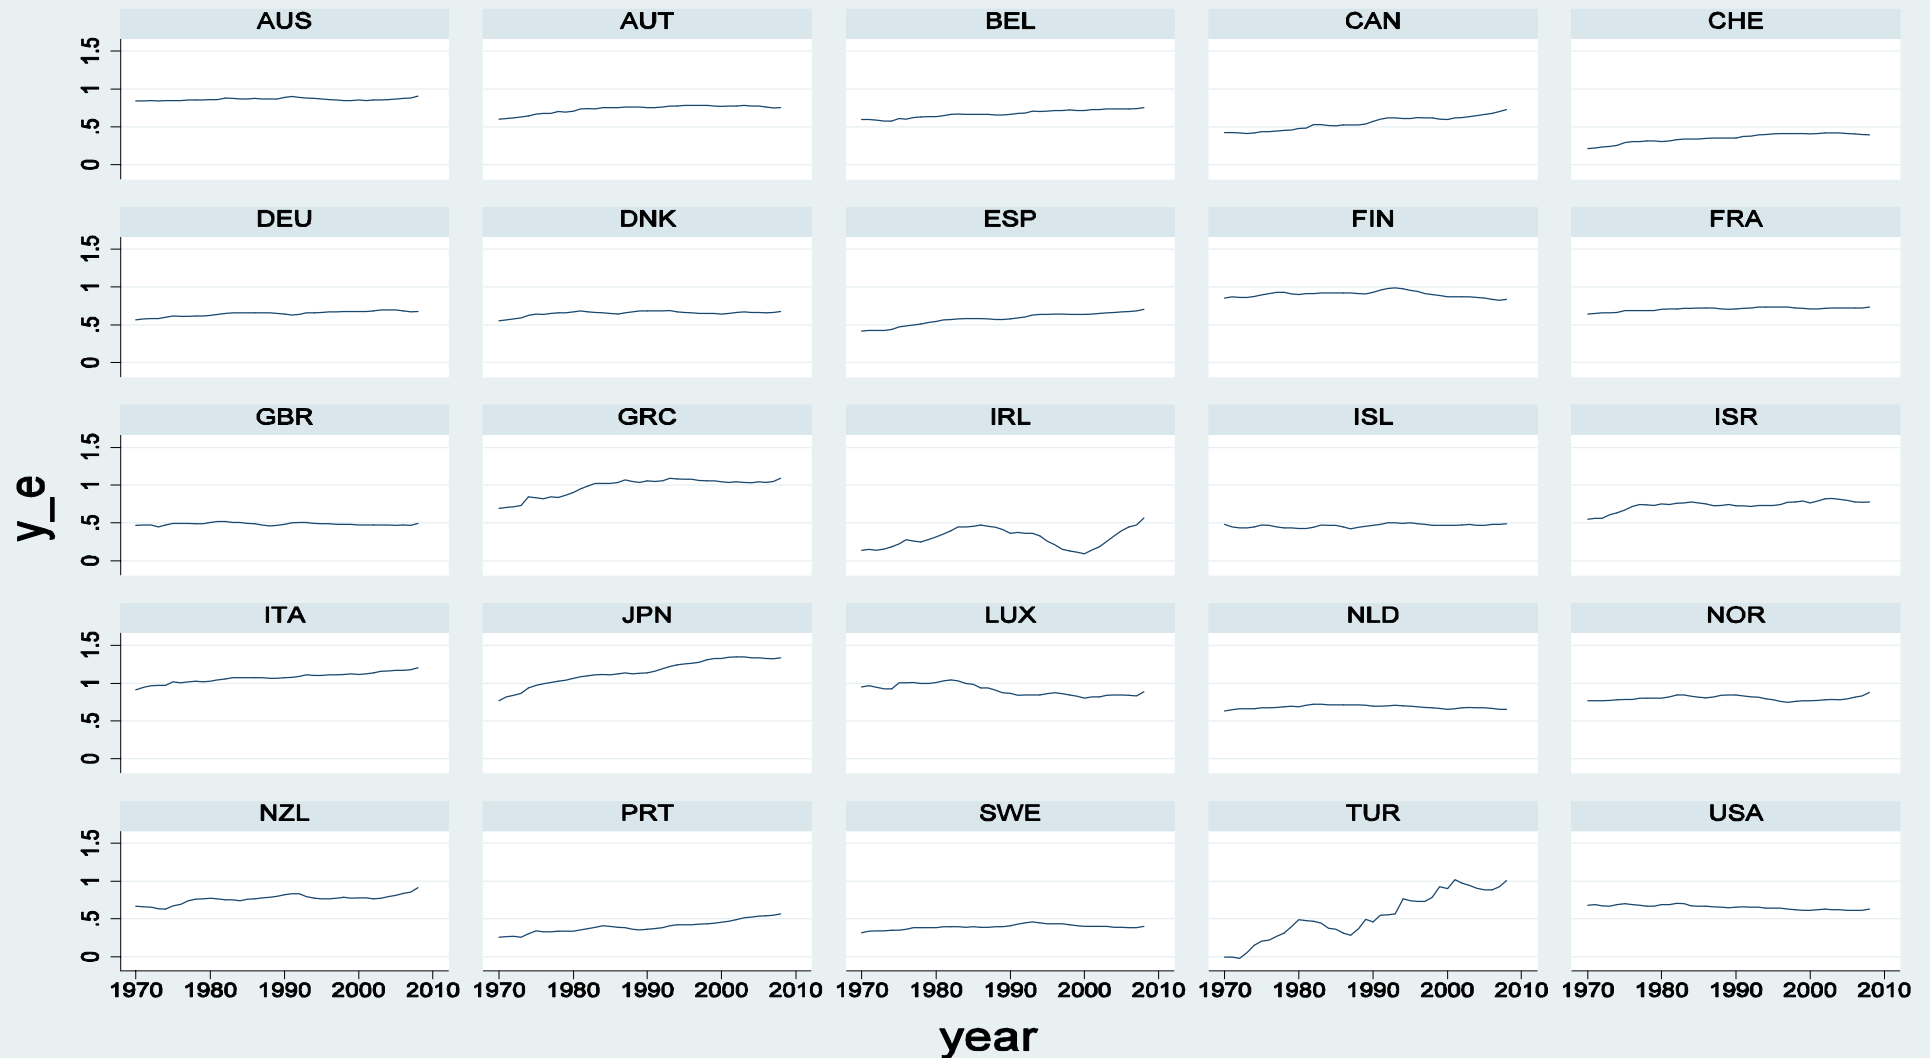 AUS AUT BEL CAN CHE
1.5
1
.5
0
DEU DNK ESP FIN FRA
1.5
1
.5
0
GBR GRC IRL ISL ISR
1.5
1
.5
0
y_e
ITA JPN LUX NLD NOR
1.5
1
.5
0
NZL PRT SWE TUR USA
1.5
1
.5
0
1970 1980 1990 2000 2010 1970 1980 1990 2000 2010 1970 1980 1990 2000 2010 1970 1980 1990 2000 2010 1970 1980 1990 2000 2010
year